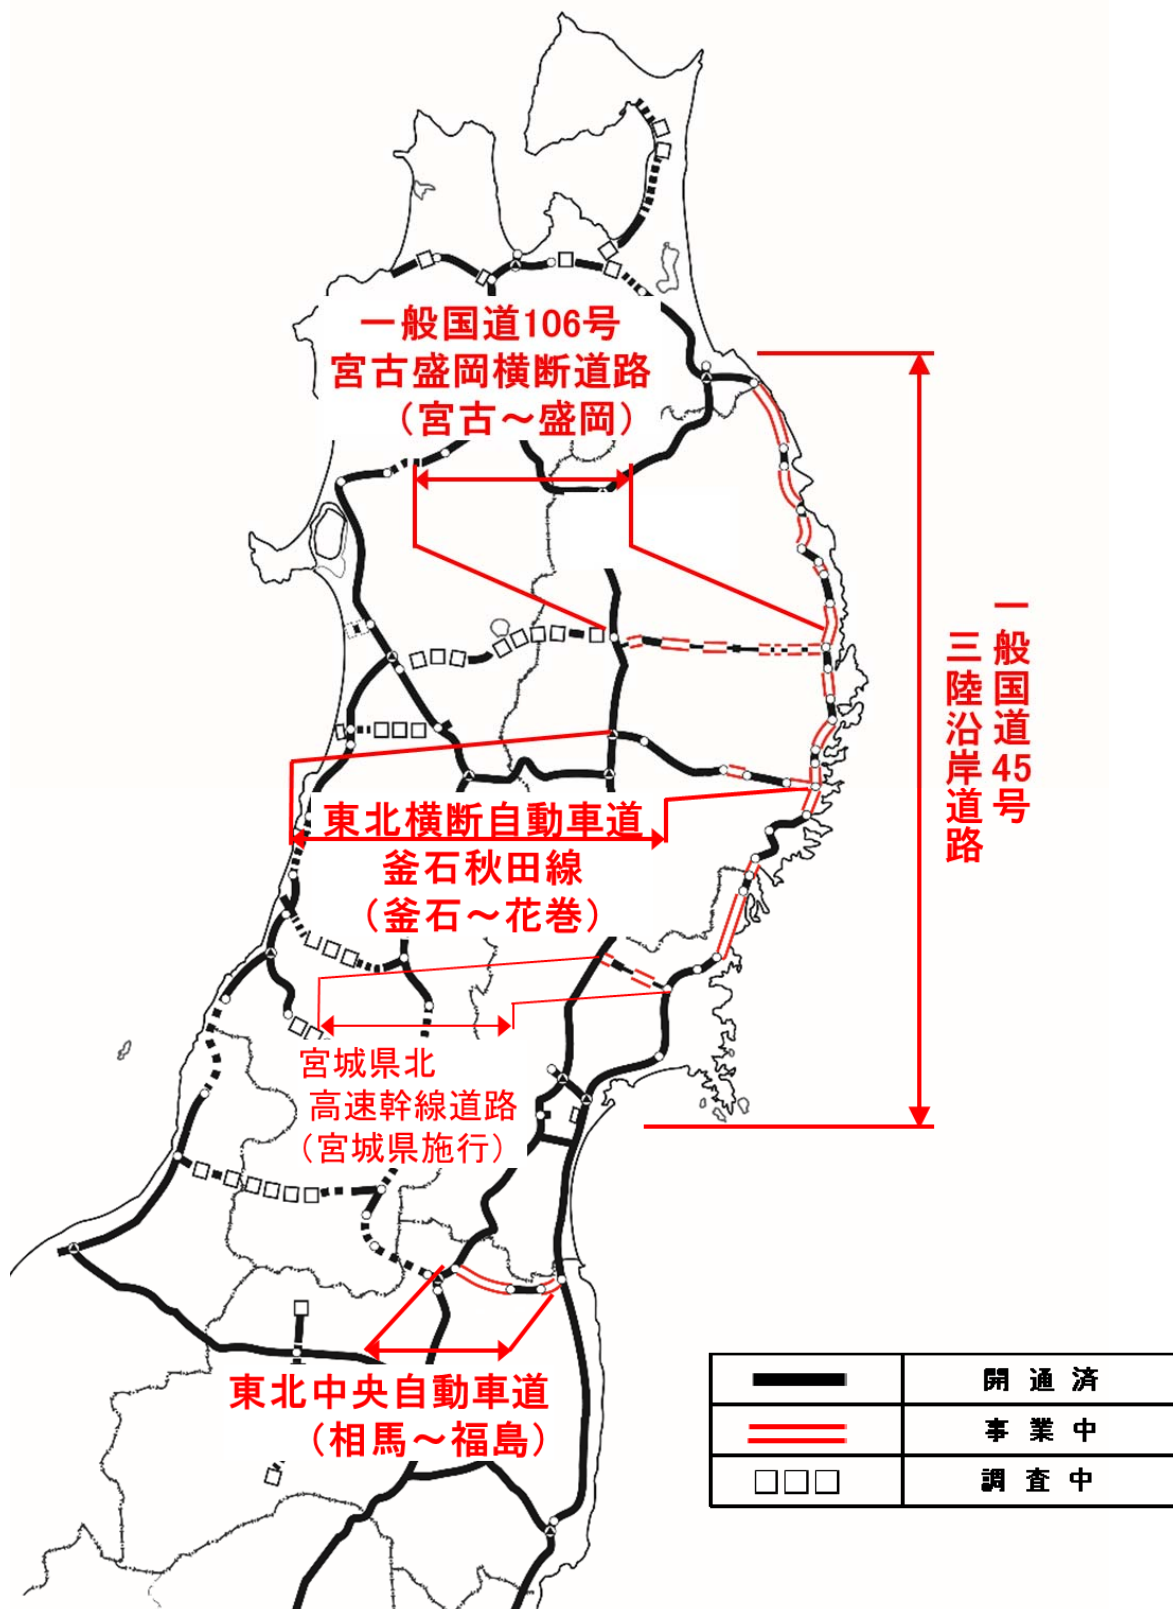 一般国道106号
宮古盛岡横断道路
（宮古～盛岡）
一般国道45号
三陸沿岸道路
東北横断自動車道
釜石秋田線
（釜石～花巻）
宮城県北
高速幹線道路
（宮城県施行）
東北中央自動車道
（相馬～福島）
開通済
事業中
調査中